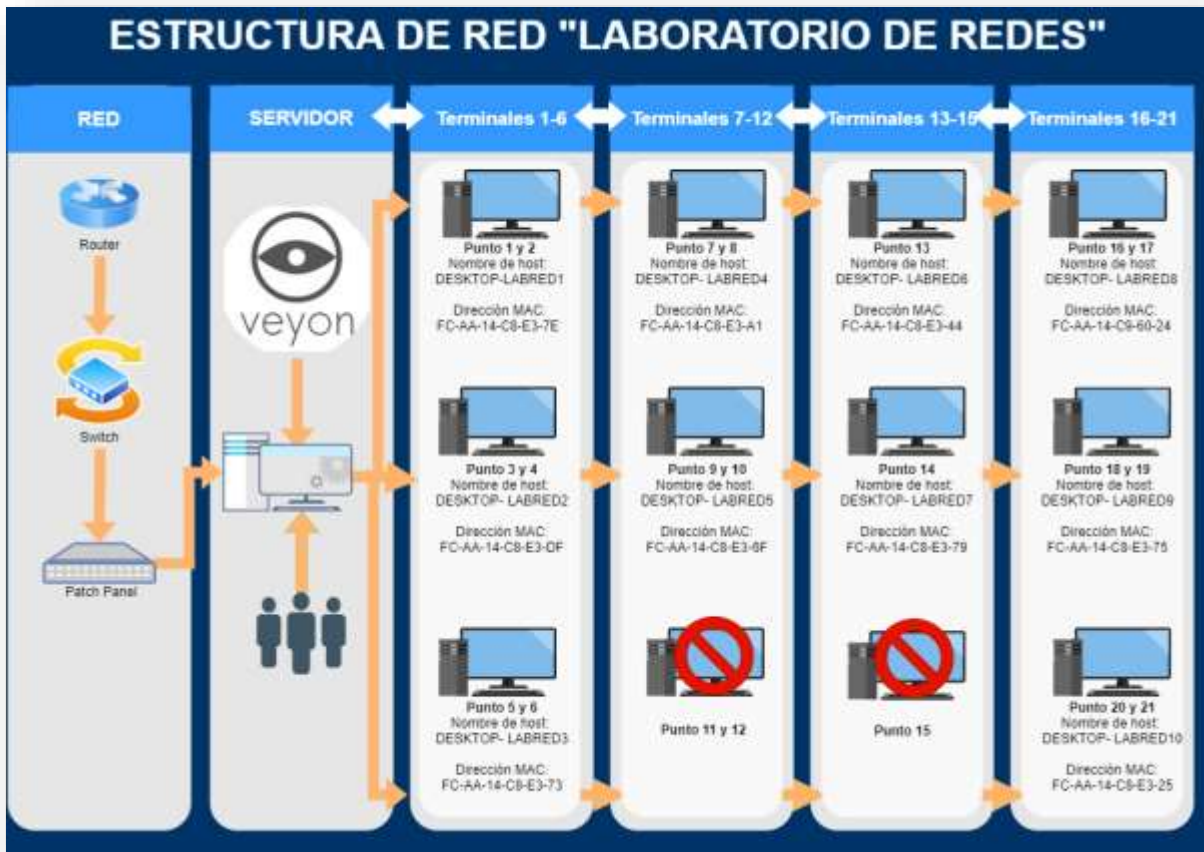 ESTRUCTURA DE RED "LABORATORIO DE REDES"
RED
Router
Switch
Patch Panel
SERVIDOR
veyon
Terminales 1-6
Punto 1 y 2
Nombre de host:
DESKTOP-LABRED1
Dirección MAC:
FC-AA-14-C8-E3-7E
Punto 3 y 4
Nombre de host:
DESKTOP- LABRED2
Dirección MAC:
FC-AA-14-C8-E3-DF
Punto 5 y 6
Nombre de host:
DESKTOP- LABRED3
Dirección MAC:
FC-AA-14-C8-E3-73
Terminales 7-12
Punto 7 y 8
Nombre de host:
DESKTOP- LABRED4
Dirección MAC:
FC-AA-14-C8-E3-A1
Punto 9 y 10
Nombre de host:
DESKTOP- LABRED5
Dirección MAC:
FC-AA-14-C8-E3-6F
Punto 11 y 12
Terminales 13-15
Punto 13
Nombre de host:
DESKTOP- LABRED6
Dirección MAC:
FC-AA-14-C8-E3-44
Punto 14
Nombre de host:
DESKTOP- LABRED7
Dirección MAC:
FC-AA-14-C8-E3-79
Punto 15
Terminales 16-21
Punto 16 y 17
Nombre de host:
DESKTOP- LABRED8
Dirección MAC:
FC-AA-14-C9-60-24
Punto 18 y 19
Nombre de host:
DESKTOP- LABRED9
Dirección MAC:
FC-AA-14-C8-E3-75
Punto 20 y 21
Nombre de host:
DESKTOP- LABRED10
Dirección MAC:
FC-AA-14-C8-E3-25